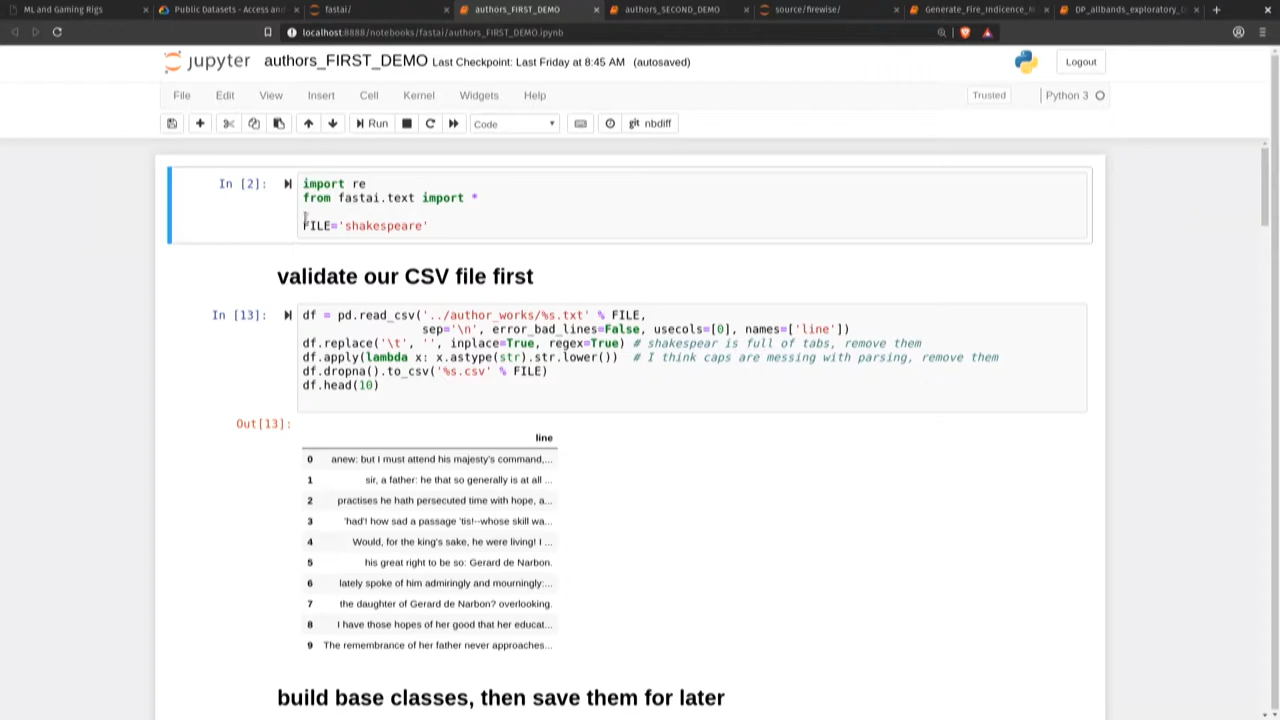 ML and Gaming Rigs
Public Datasets - Access and
fastai/
authors_FIRST_DEMO
authors_SECOND_DEMO
source/firewise/
Generate_Fire_Indicence_
DP_allbands_exploratory_
localhost:8888/notebooks/fastai/authors_FIRST_DEMO.ipynb
jupyter authors_FIRST_DEMO Last Checkpoint: Last Friday at 8:45 AM (autosaved)
Logout
File Edit View Insert Cell Kernel Widgets Help
Trusted
Python 3
Run
Code
git nbdiff
In [2]:
import re
from fastai.text import *
FILE='shakespeare'
validate our CSV file first
In [13]:
df = pd.read_csv('../author_works/%s.txt' % FILE,
sep='\n', error_bad_lines=False, usecols=[0], names=['line'])
df.replace('\t', '', inplace=True, regex=True) # shakespear is full of tabs, remove them
df.apply(lambda x: x.astype(str).str.lower()) # I think caps are messing with parsing, remove them
df.dropna().to_csv('%s.csv' % FILE)
df.head(10)
Out[13]:
line
0 anew: but I must attend his majesty's command,...
1 sir, a father: he that so generally is at all ...
2 practises he hath persecuted time with hope, a...
3 'had'! how sad a passage 'tis!--whose skill wa...
4 Would, for the king's sake, he were living! I ...
5 his great right to be so: Gerard de Narbon.
6 lately spoke of him admiringly and mourningly:...
7 the daughter of Gerard de Narbon? overlooking.
8 I have those hopes of her good that her educat...
9 The remembrance of her father never approaches...
build base classes, then save them for later